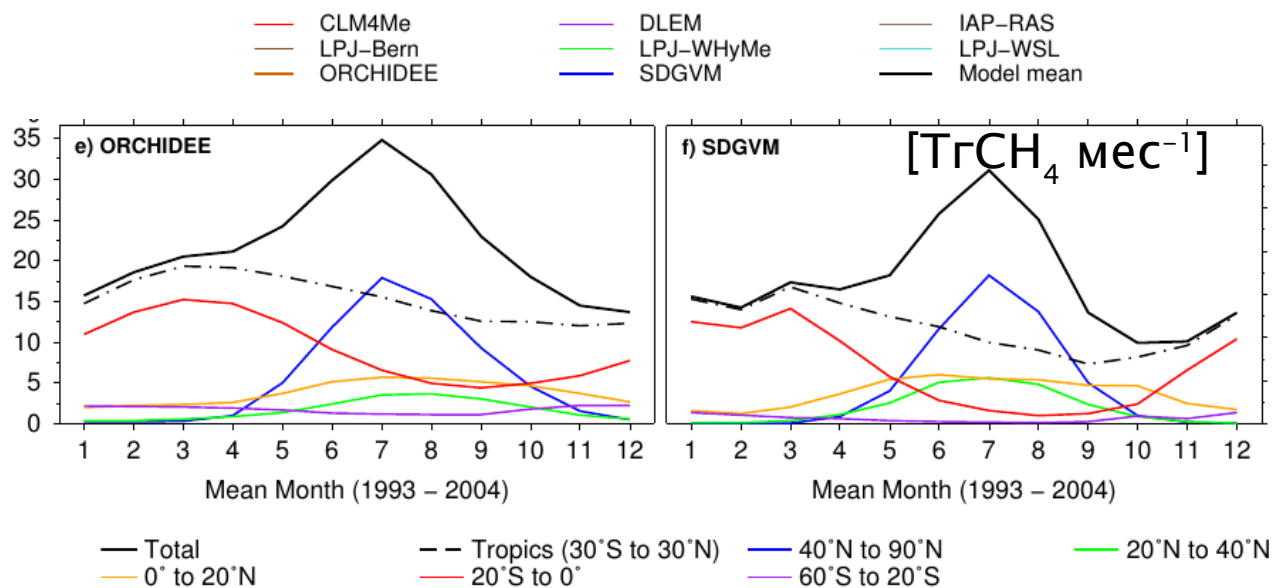 CLM4Me DLEM IAP−RAS
LPJ−Bern LPJ−WHyMe LPJ−WSL
ORCHIDEE SDGVM Model mean
e) ORCHIDEE
f) SDGVM
[ТгCH₄ мес⁻¹]
35
30
25
20
15
10
5
0
1 2 3 4 5 6 7 8 9 10 11 12
1 2 3 4 5 6 7 8 9 10 11 12
Mean Month (1993 − 2004)
Mean Month (1993 − 2004)
Total Tropics (30°S to 30°N) 40°N to 90°N 20°N to 40°N
0° to 20°N 20°S to 0° 60°S to 20°S